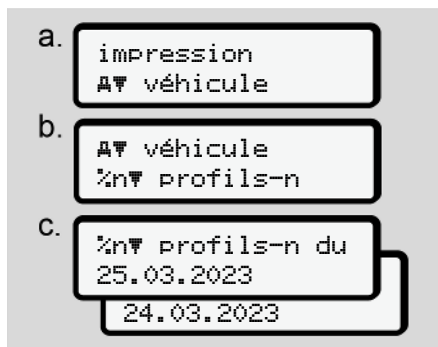 a.
impression
A▼ véhicule
b.
A▼ véhicule
%n▼ profils-n
c.
%n▼ profils-n du
25.03.2023
24.03.2023